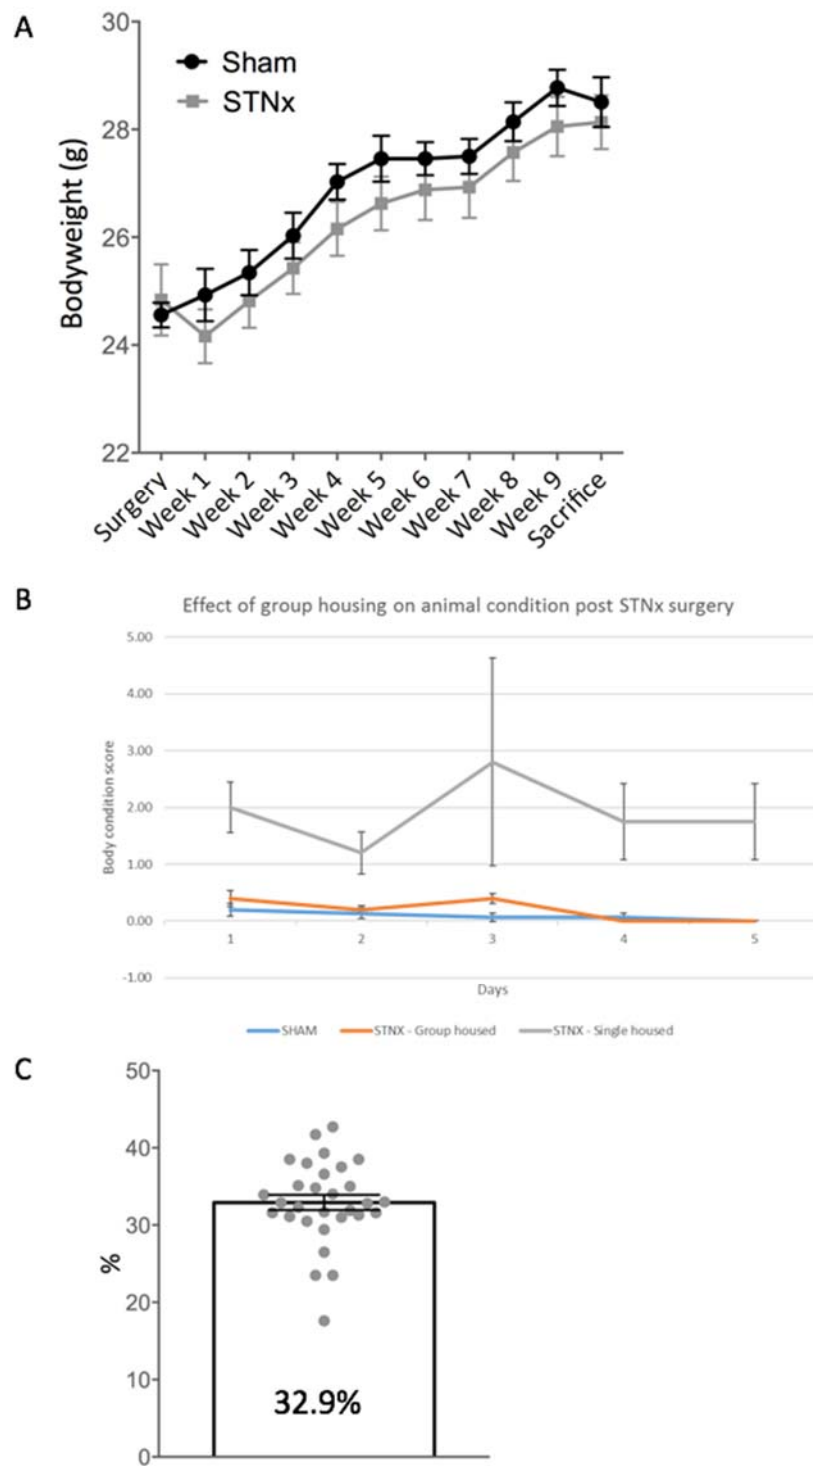 A
30
28
26
24
22
Bodyweight (g)
Sham
STNx
Surgery
Week 1
Week 2
Week 3
Week 4
Week 5
Week 6
Week 7
Week 8
Week 9
Sacrifice
B
Effect of group housing on animal condition post STNx surgery
5.00
4.00
3.00
2.00
1.00
0.00
-1.00
Body condition score
1 2 3 4 5
Days
SHAM STNX - Group housed STNX - Single housed
C
50
40
30
20
10
0
%
32.9%